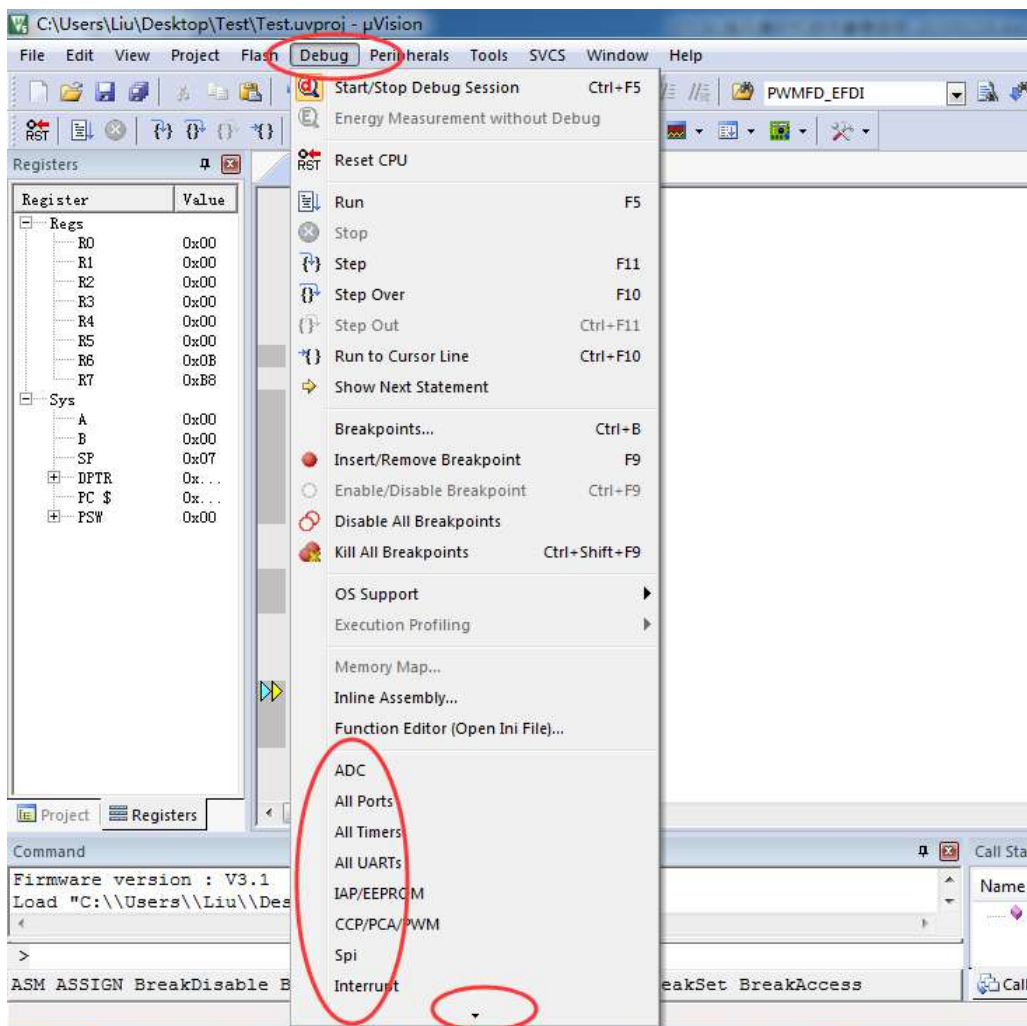 C:\Users\Liu\Desktop\Test\Test.uvproj - µVision
File Edit View Project Flash Debug Peripherals Tools SVCS Window Help
PWMFD_EFDI
RST
Registers
Register Value
Regs
R0 0x00
R1 0x00
R2 0x00
R3 0x00
R4 0x00
R5 0x00
R6 0x0B
R7 0xB8
Sys
A 0x00
B 0x00
SP 0x07
DPTR 0x...
PC $ 0x...
PSW 0x00
Project Registers
Start/Stop Debug Session Ctrl+F5
Energy Measurement without Debug
RST Reset CPU
Run F5
Stop
Step F11
Step Over F10
Step Out Ctrl+F11
Run to Cursor Line Ctrl+F10
Show Next Statement
Breakpoints... Ctrl+B
Insert/Remove Breakpoint F9
Enable/Disable Breakpoint Ctrl+F9
Disable All Breakpoints
Kill All Breakpoints Ctrl+Shift+F9
OS Support
Execution Profiling
Memory Map...
Inline Assembly...
Function Editor (Open Ini File)...
ADC
All Ports
All Timers
All UARTs
IAP/EEPROM
CCP/PCA/PWM
Spi
Interrupt
Command
Firmware version : V3.1
Load "C:\\Users\\Liu\\Des
>
ASM ASSIGN BreakDisable B
eakSet BreakAccess
Call Sta
Name
Call